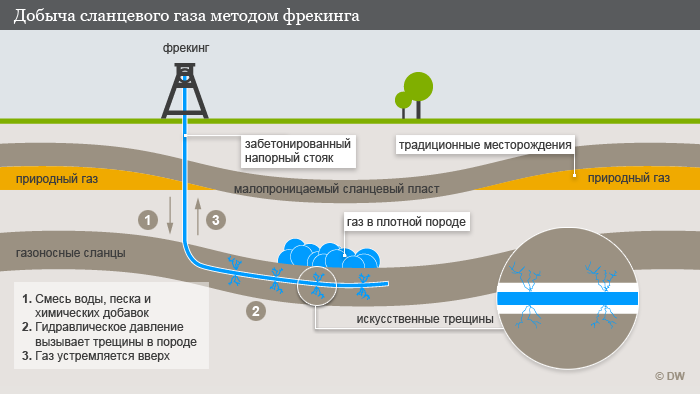 Добыча сланцевого газа методом фрекинга
фрекинг
забетонированный
напорный стояк
традиционные месторождения
природный газ
малопроницаемый сланцевый пласт
природный газ
1
3
газ в плотной породе
газоносные сланцы
1. Смесь воды, песка и
химических добавок
2. Гидравлическое давление
вызывает трещины в породе
3. Газ устремляется вверх
2
искусственные трещины
© DW